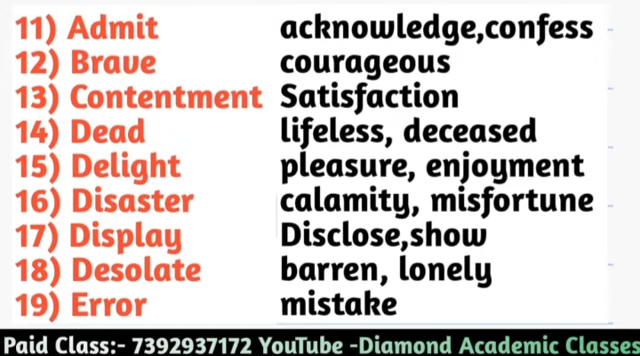 11) Admit acknowledge,confess
12) Brave courageous
13) Contentment Satisfaction
14) Dead lifeless, deceased
15) Delight pleasure, enjoyment
16) Disaster calamity, misfortune
17) Display Disclose,show
18) Desolate barren, lonely
19) Error mistake
Paid Class:- 7392937172 YouTube -Diamond Academic Classes